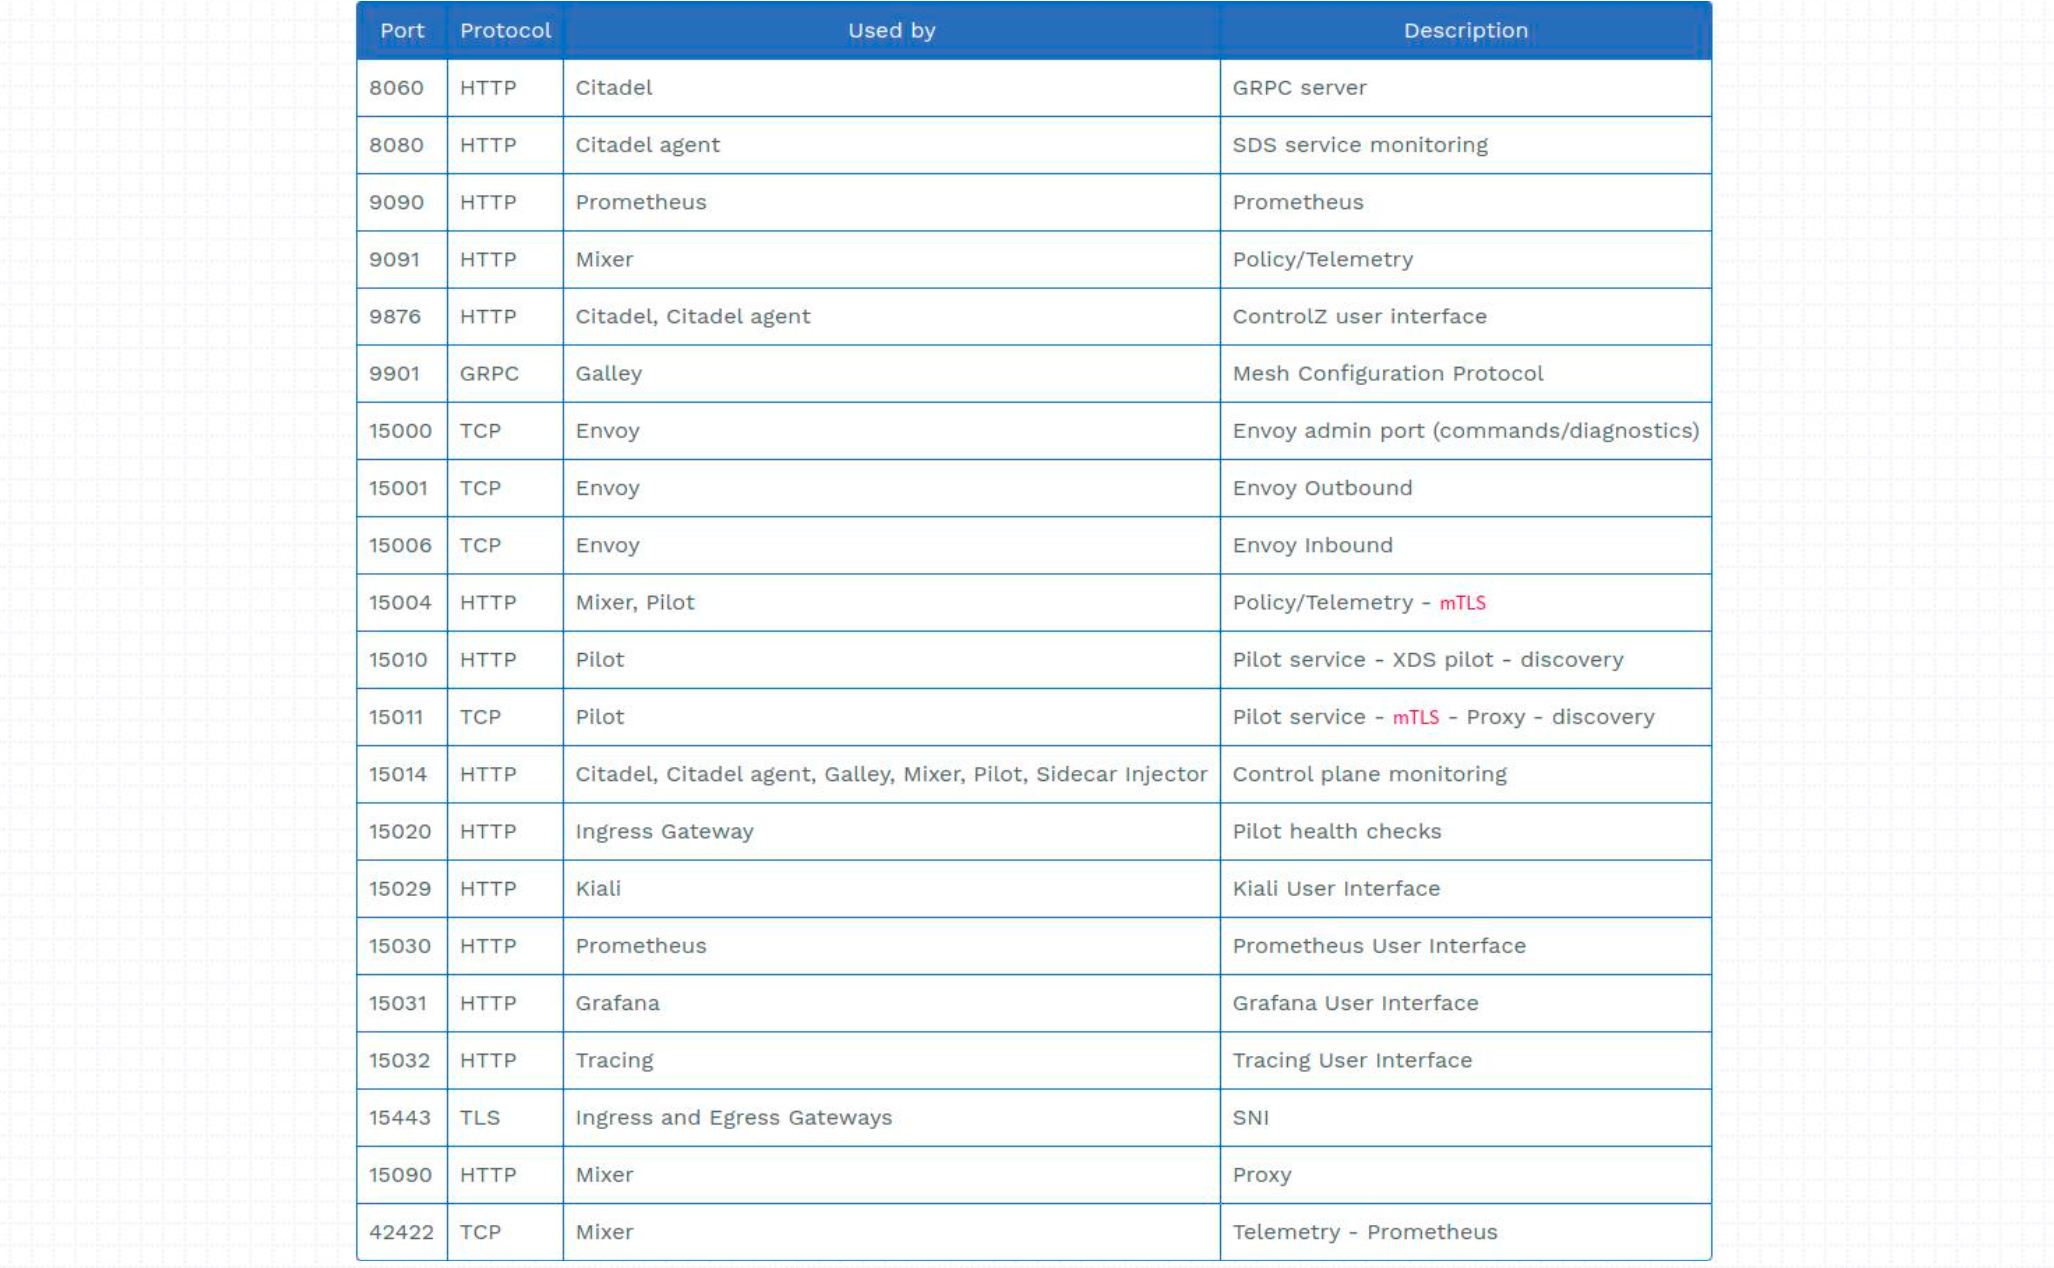 Port Protocol Used by Description
8060 HTTP Citadel GRPC server
8080 HTTP Citadel agent SDS service monitoring
9090 HTTP Prometheus Prometheus
9091 HTTP Mixer Policy/Telemetry
9876 HTTP Citadel, Citadel agent ControlZ user interface
9901 GRPC Galley Mesh Configuration Protocol
15000 TCP Envoy Envoy admin port (commands/diagnostics)
15001 TCP Envoy Envoy Outbound
15006 TCP Envoy Envoy Inbound
15004 HTTP Mixer, Pilot Policy/Telemetry - mTLS
15010 HTTP Pilot Pilot service - XDS pilot - discovery
15011 TCP Pilot Pilot service - mTLS - Proxy - discovery
15014 HTTP Citadel, Citadel agent, Galley, Mixer, Pilot, Sidecar Injector Control plane monitoring
15020 HTTP Ingress Gateway Pilot health checks
15029 HTTP Kiali Kiali User Interface
15030 HTTP Prometheus Prometheus User Interface
15031 HTTP Grafana Grafana User Interface
15032 HTTP Tracing Tracing User Interface
15443 TLS Ingress and Egress Gateways SNI
15090 HTTP Mixer Proxy
42422 TCP Mixer Telemetry - Prometheus